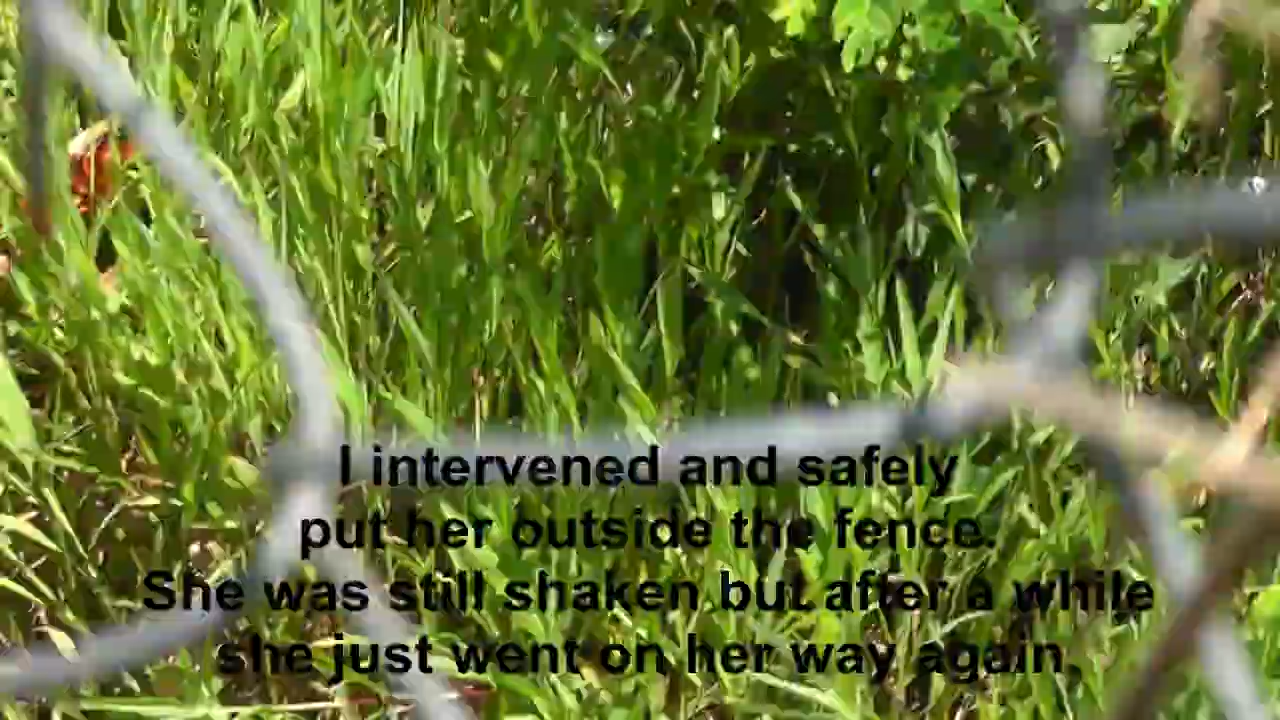 I intervened and safely
put her outside the fence.
She was still shaken but after a while
she just went on her way again.